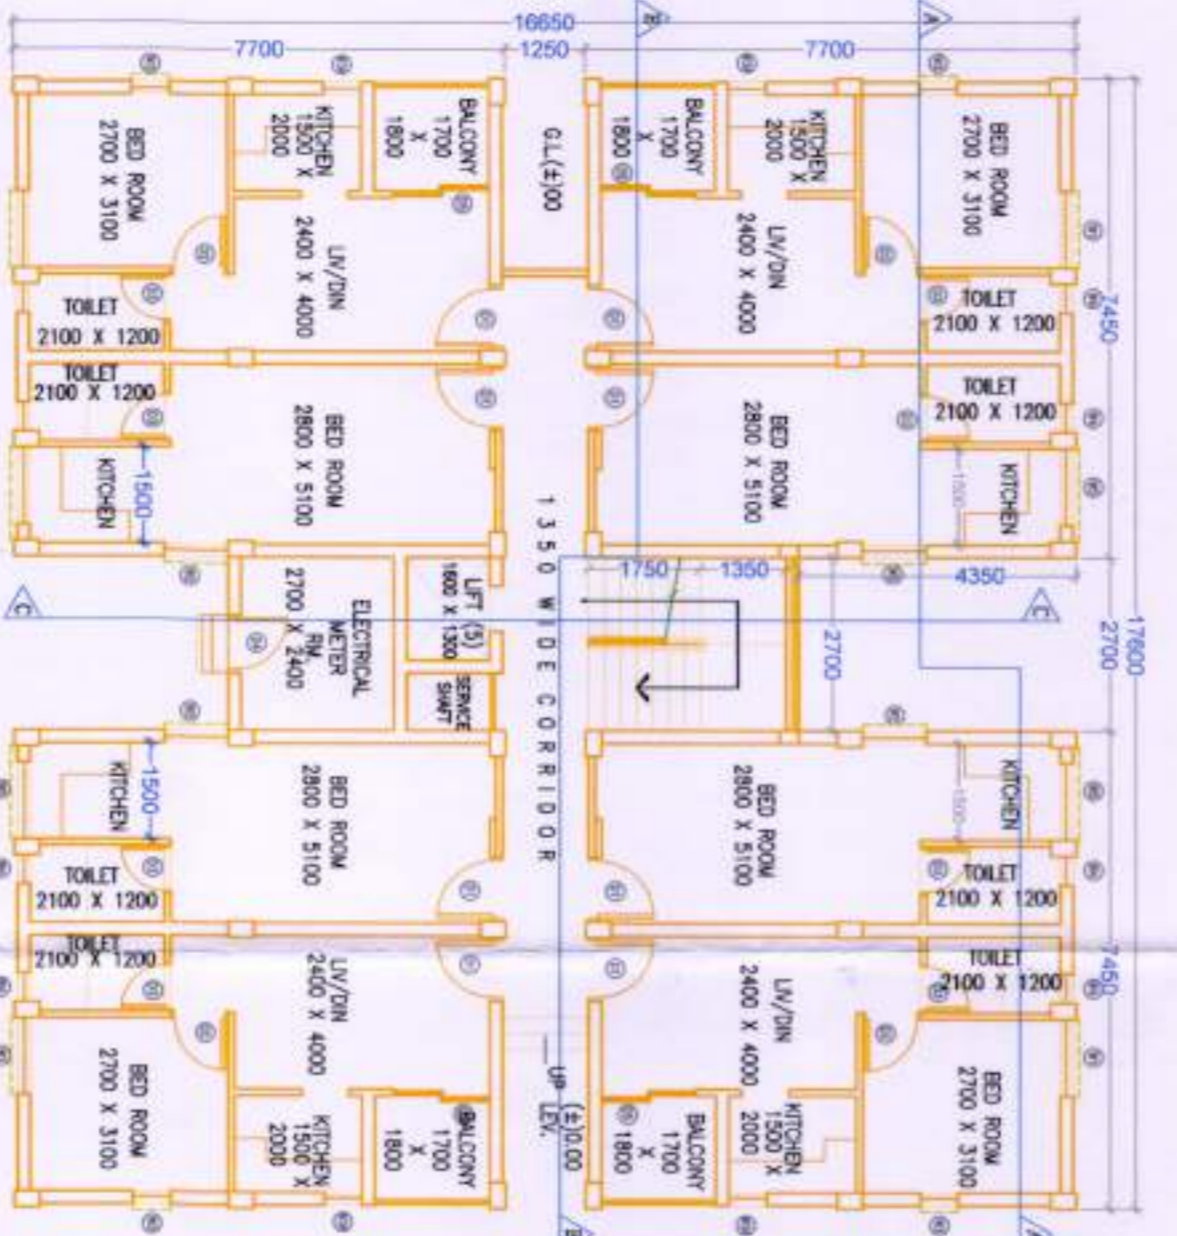 16650
7700
1250
7700
B
A
BED ROOM
2700 X 3100
KITCHEN
1500 X
2000
BALCONY
1700
X
1800
G.L(±)00
BALCONY
1700
X
1800
KITCHEN
1500 X
2000
BED ROOM
2700 X 3100
LIV/DIN
2400 X 4000
LIV/DIN
2400 X 4000
TOILET
2100 X 1200
TOILET
2100 X 1200
7450
TOILET
2100 X 1200
TOILET
2100 X 1200
BED ROOM
2800 X 5100
BED ROOM
2800 X 5100
KITCHEN
1500
1500
KITCHEN
1350 WIDE CORRIDOR
1750
1350
4350
C
C
ELECTRICAL
METER
RM.
2700 X 2400
LIFT (5)
1600 X 1300
SERVICE
SHAFT
2700
2700
17600
KITCHEN
1500
1500
KITCHEN
BED ROOM
2800 X 5100
BED ROOM
2800 X 5100
TOILET
2100 X 1200
TOILET
2100 X 1200
TOILET
2100 X 1200
TOILET
2100 X 1200
7450
LIV/DIN
2400 X 4000
LIV/DIN
2400 X 4000
BED ROOM
2700 X 3100
KITCHEN
1500 X
2000
BALCONY
1700
X
1800
UP
(±)0.00
LEV.
BALCONY
1700
X
1800
KITCHEN
1500 X
2000
BED ROOM
2700 X 3100